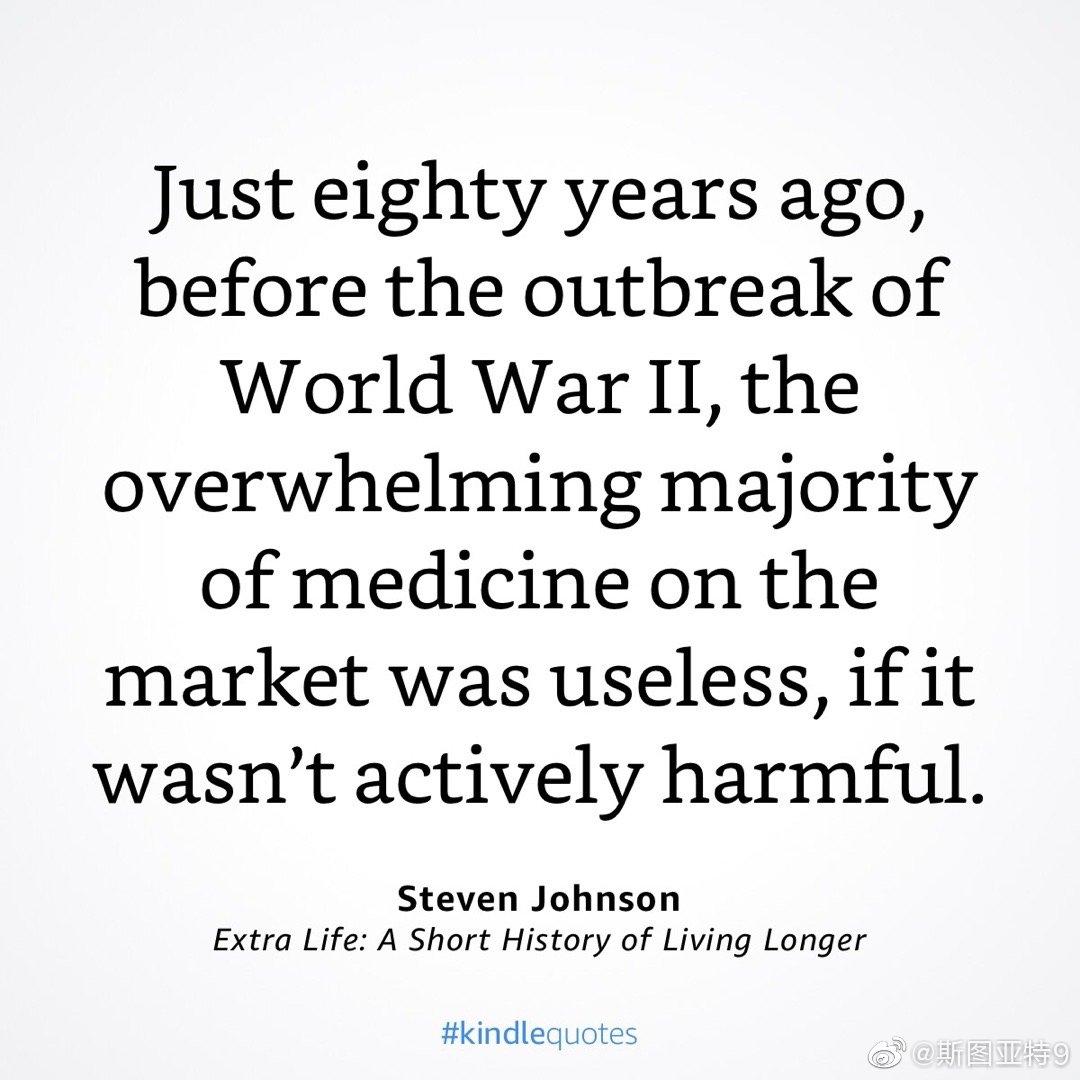 Just eighty years ago,
before the outbreak of
World War II, the
overwhelming majority
of medicine on the
market was useless, if it
wasn’t actively harmful.
Steven Johnson
Extra Life: A Short History of Living Longer
#kindlequotes
@斯图亚特9